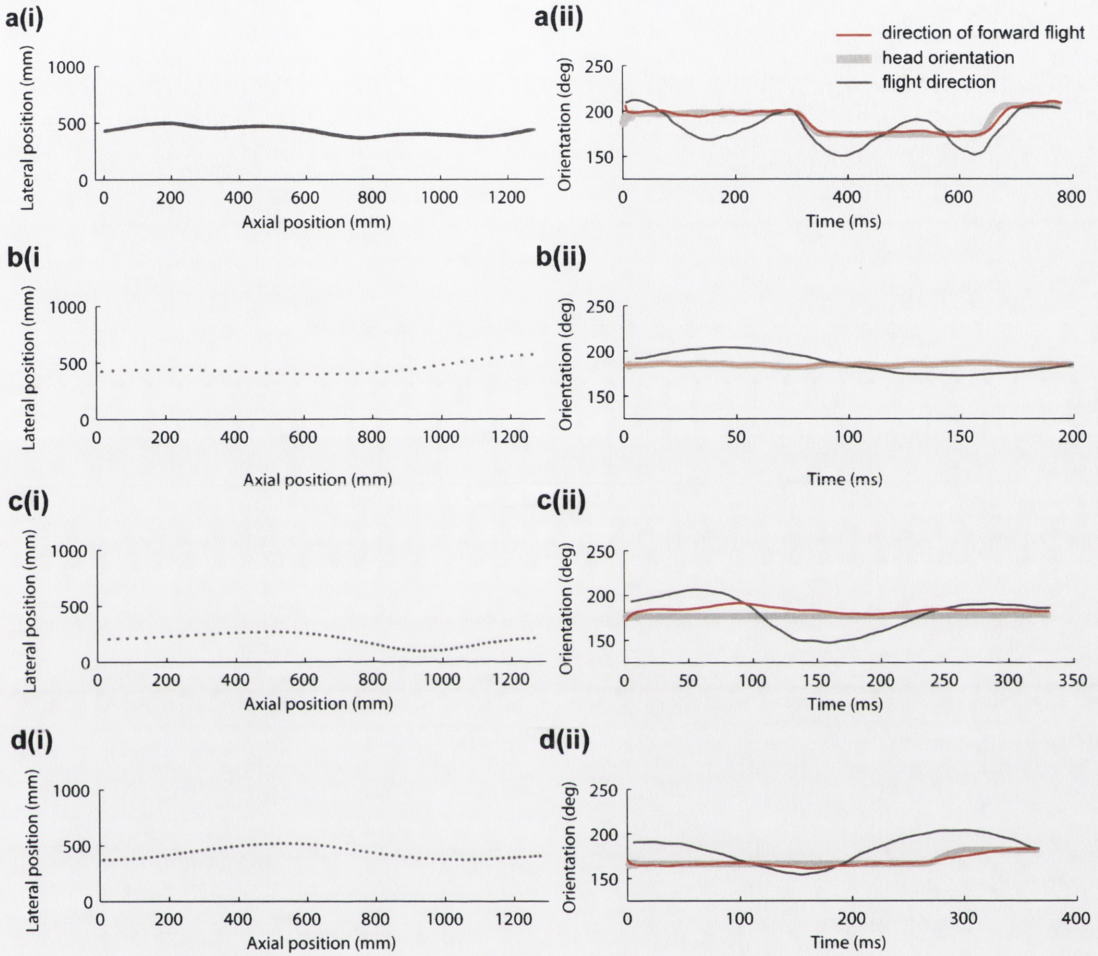 a(i)
Lateral position (mm)
1000
500
0
0 200 400 600 800 1000 1200
Axial position (mm)
a(ii)
direction of forward flight
head orientation
flight direction
Orientation (deg)
250
200
150
0 200 400 600 800
Time (ms)
b(i
Lateral position (mm)
1000
500
0
0 200 400 600 800 1000 1200
Axial position (mm)
b(ii)
Orientation (deg)
250
200
150
0 50 100 150 200
Time (ms)
c(i)
Lateral position (mm)
1000
500
0
0 200 400 600 800 1000 1200
Axial position (mm)
c(ii)
Orientation (deg)
250
200
150
0 50 100 150 200 250 300 350
Time (ms)
d(i)
Lateral position (mm)
1000
500
0
0 200 400 600 800 1000 1200
Axial position (mm)
d(ii)
Orientation (deg)
250
200
150
0 100 200 300 400
Time (ms)